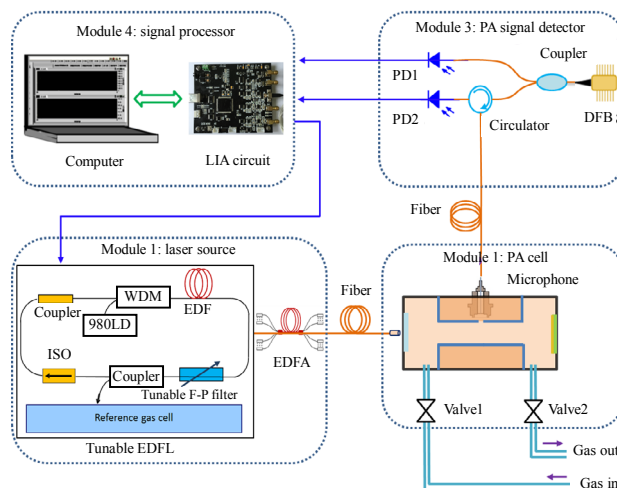 Module 4: signal processor
Computer
LIA circuit
Module 3: PA signal detector
Coupler
PD1
PD2
Circulator
DFB
Fiber
Module 1: laser source
Coupler
WDM
980LD
EDF
ISO
Coupler
Tunable F-P filter
Reference gas cell
Tunable EDFL
EDFA
Fiber
Module 1: PA cell
Microphone
Valve1
Valve2
Gas out
Gas in